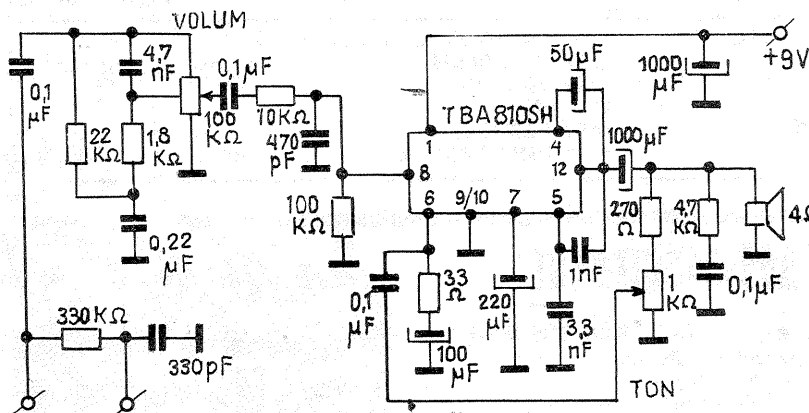 VOLUM
4,7
nF
0,1µF
0,1
µF
22
KΩ
1,8
KΩ
100
KΩ
10KΩ
470
pF
0,22
µF
100
KΩ
330KΩ
330pF
50µF
TBA810SH
1000
µF
+9V
1
4
8
12
6
9/10
7
5
1000µF
270
Ω
4,7
KΩ
4Ω
1nF
0,1
µF
33
Ω
100
µF
220
µF
3,3
nF
1
KΩ
0,1µF
TON